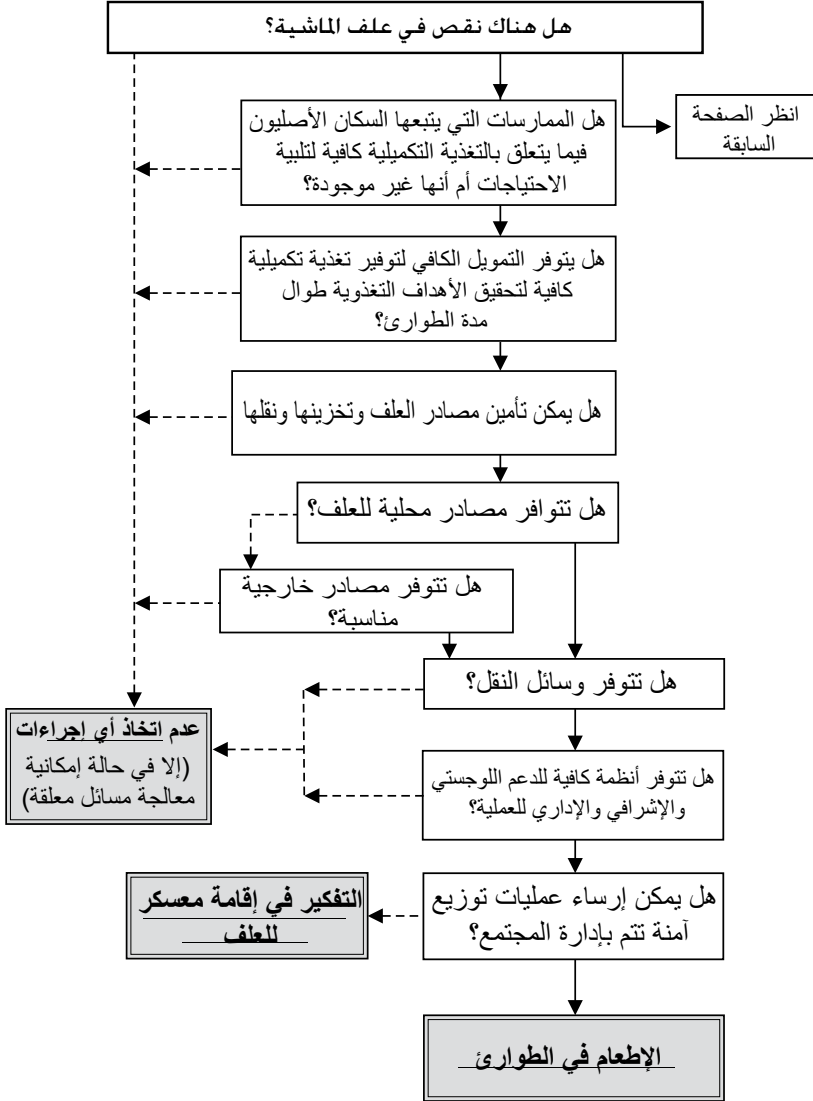 هل هناك نقص في علف الماشية؟
انظر الصفحة
السابقة
هل الممارسات التي يتبعها السكان الأصليون
فيما يتعلق بالتغذية التكميلية كافية لتلبية
الاحتياجات أم أنها غير موجودة؟
هل يتوفر التمويل الكافي لتوفير تغذية تكميلية
كافية لتحقيق الأهداف التغذوية طوال
مدة الطوارئ؟
هل يمكن تأمين مصادر العلف وتخزينها ونقلها
هل تتوافر مصادر محلية للعلف؟
هل تتوفر مصادر خارجية
مناسبة؟
هل تتوفر وسائل النقل؟
عدم اتخاذ أي إجراءات
(إلا في حالة إمكانية
معالجة مسائل معلقة)
هل تتوفر أنظمة كافية للدعم اللوجستي
والإشرافي والإداري للعملية؟
هل يمكن إرساء عمليات توزيع
آمنة تتم بإدارة المجتمع؟
التفكير في إقامة معسكر
للعلف
الإطعام في الطوارئ